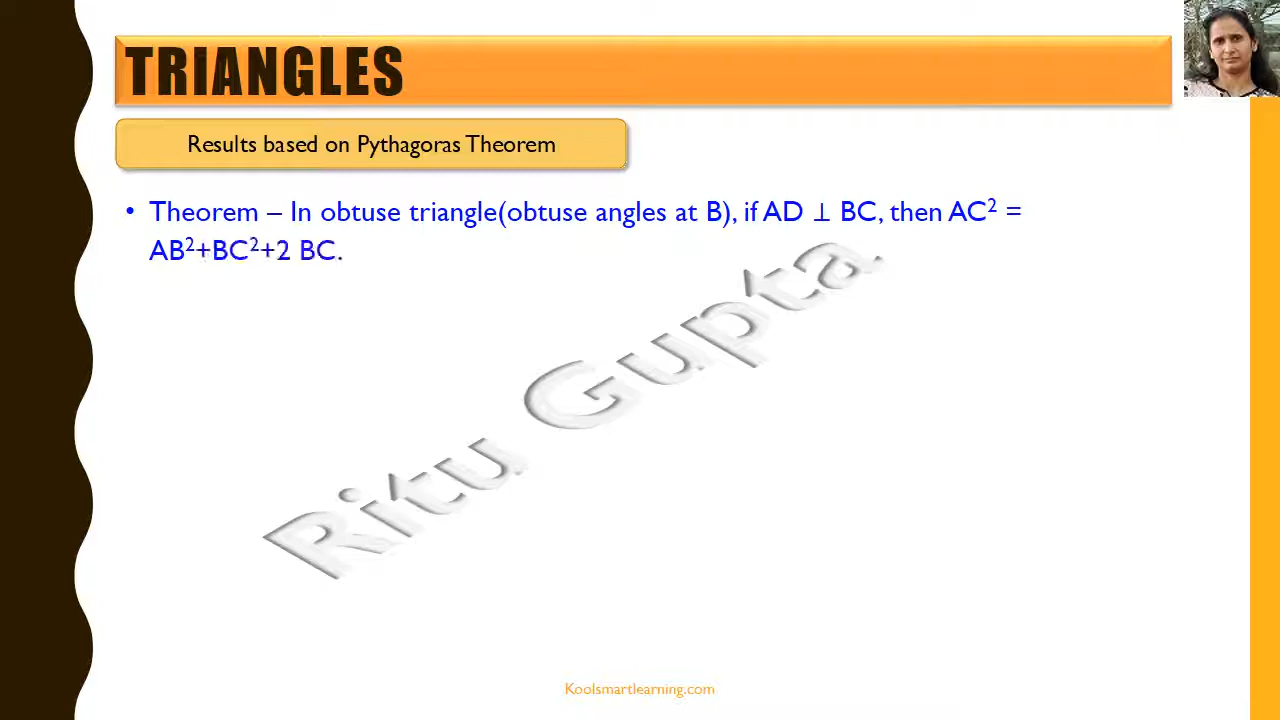 TRIANGLES
Results based on Pythagoras Theorem
• Theorem – In obtuse triangle(obtuse angles at B), if AD ⊥ BC, then AC² =
AB²+BC²+2 BC.
Ritu Gupta
Koolsmartlearning.com